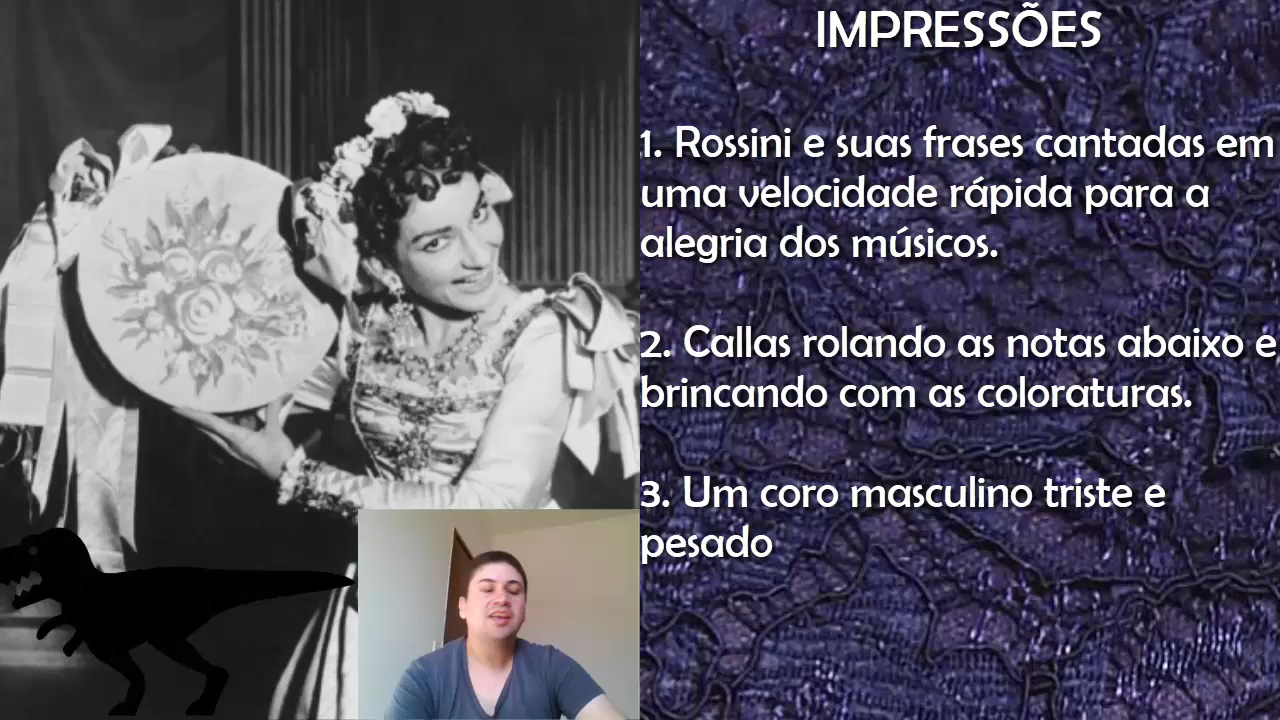 IMPRESSÕES
1. Rossini e suas frases cantadas em
uma velocidade rápida para a
alegria dos músicos.
2. Callas rolando as notas abaixo e
brincando com as coloraturas.
3. Um coro masculino triste e
pesado